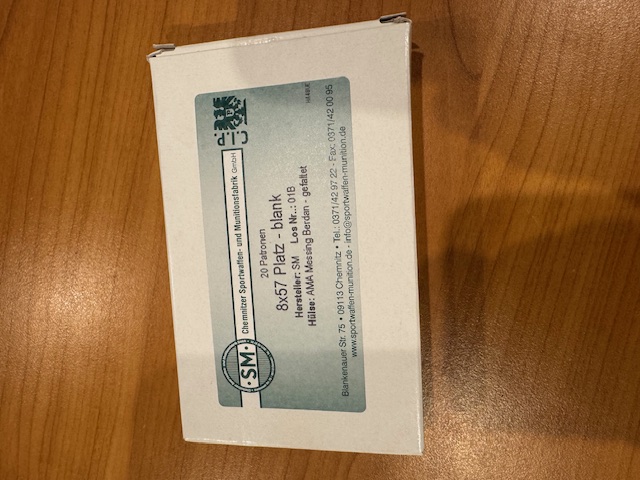 ·SM·
Chemnitzer Sportwaffen- und Munitionsfabrik GmbH
20 Patronen
8x57 Platz - blank
Hersteller: SM Los Nr..: 01B
Hülse: AMA Messing Berdan - gefaltet
Blankenauer Str. 75 • 09113 Chemnitz • Tel.: 0371/42 97 22 - Fax: 0371/42 00 95
www.sportwaffen-munition.de - info@sportwaffen-munition.de